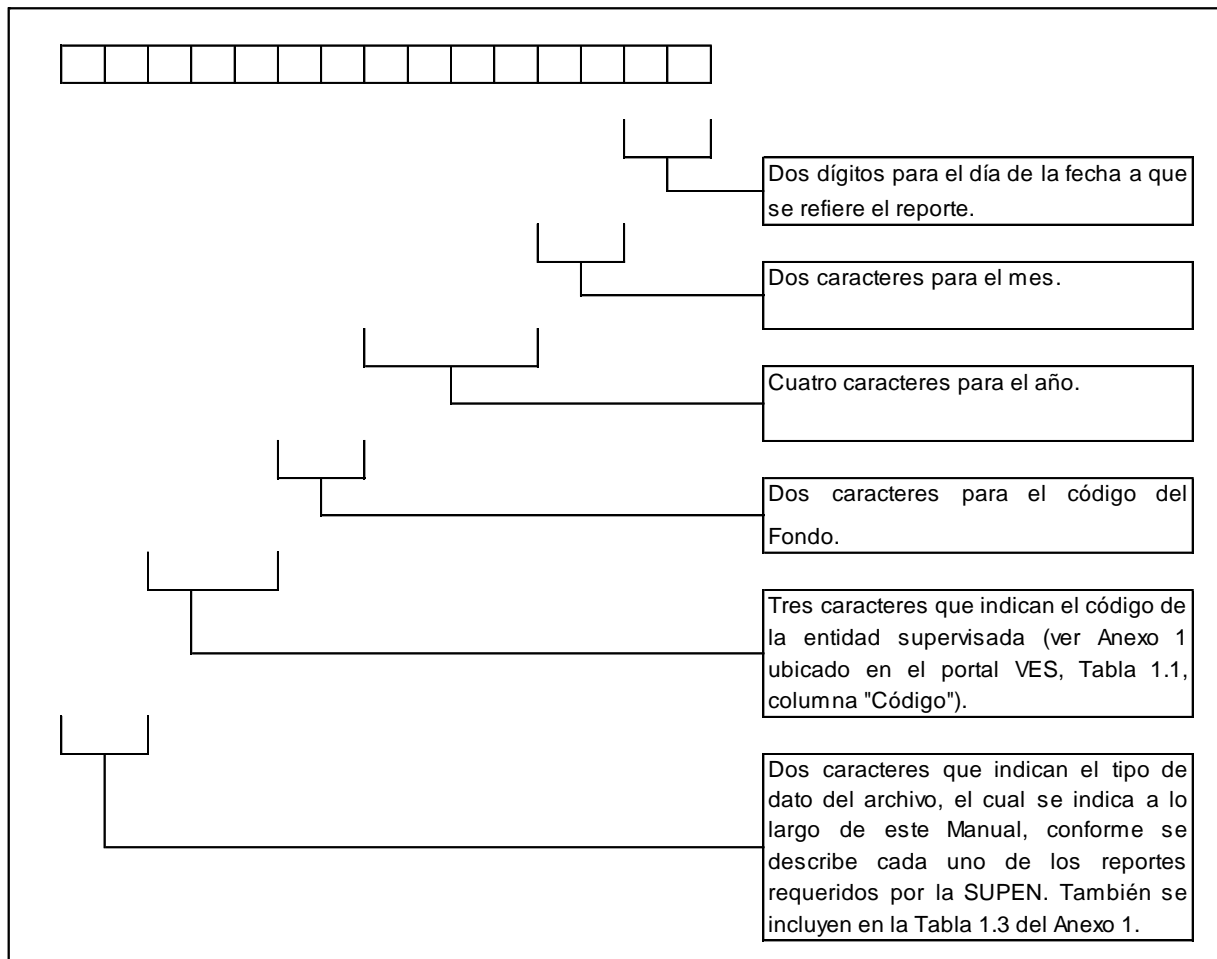 Dos dígitos para el día de la fecha a que
se refiere el reporte.
Dos caracteres para el mes.
Cuatro caracteres para el año.
Dos caracteres para el código del
Fondo.
Tres caracteres que indican el código de
la entidad supervisada (ver Anexo 1
ubicado en el portal VES, Tabla 1.1,
columna "Código").
Dos caracteres que indican el tipo de
dato del archivo, el cual se indica a lo
largo de este Manual, conforme se
describe cada uno de los reportes
requeridos por la SUPEN. También se
incluyen en la Tabla 1.3 del Anexo 1.